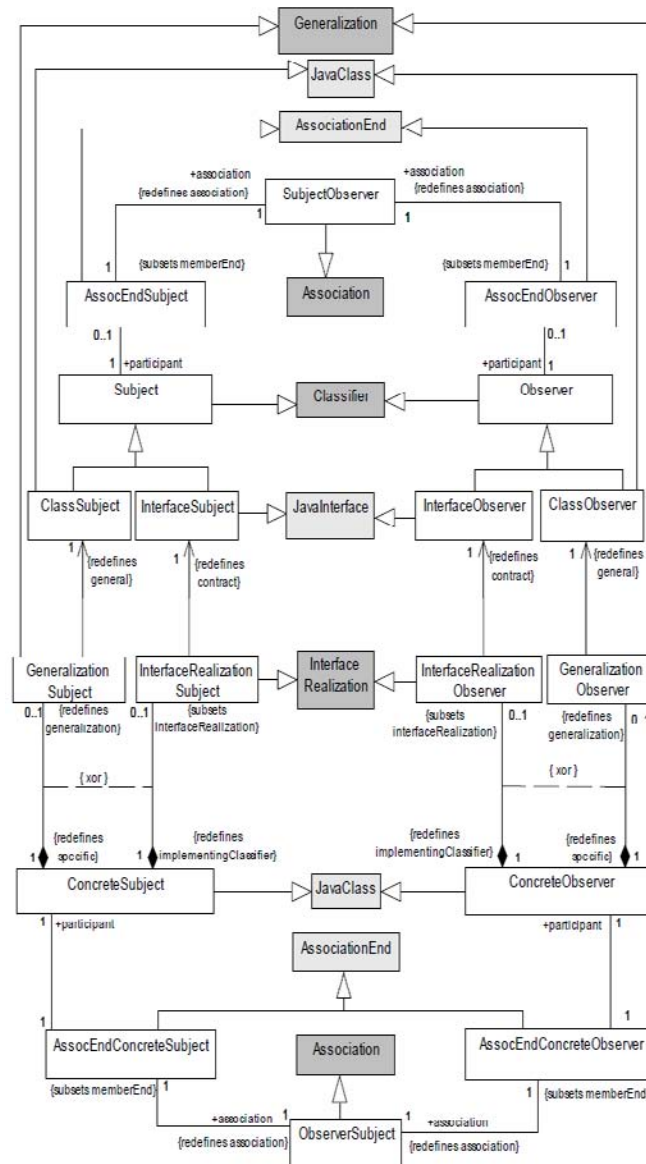 Generalization
JavaClass
AssociationEnd
+association
{redefines association}
1
SubjectObserver
+association
{redefines association}
1
1
{subsets memberEnd}
{subsets memberEnd}
1
AssocEndSubject
Association
AssocEndObserver
0..1
0..1
1
+participant
+participant
1
Subject
Classifier
Observer
ClassSubject
InterfaceSubject
JavaInterface
InterfaceObserver
ClassObserver
1
{redefines
general}
1
{redefines
contract}
1
{redefines
contract}
1
{redefines
general}
Generalization
Subject
InterfaceRealization
Subject
Interface
Realization
InterfaceRealization
Observer
Generalization
Observer
0..1
{redefines
generalization}
0..1
{subsets
interfaceRealization}
{subsets
interfaceRealization}
0..1
{redefines
generalization}
{ xor }
{ xor }
{redefines
specific}
1
1
{redefines
implementingClassifier}
{redefines
implementingClassifier}
1
{redefines
specific}
1
ConcreteSubject
JavaClass
ConcreteObserver
1
+participant
+participant
1
AssociationEnd
1
1
AssocEndConcreteSubject
Association
AssocEndConcreteObserver
{subsets memberEnd}
1
1
{subsets memberEnd}
+association
1
{redefines association}
ObserverSubject
1
+association
{redefines association}